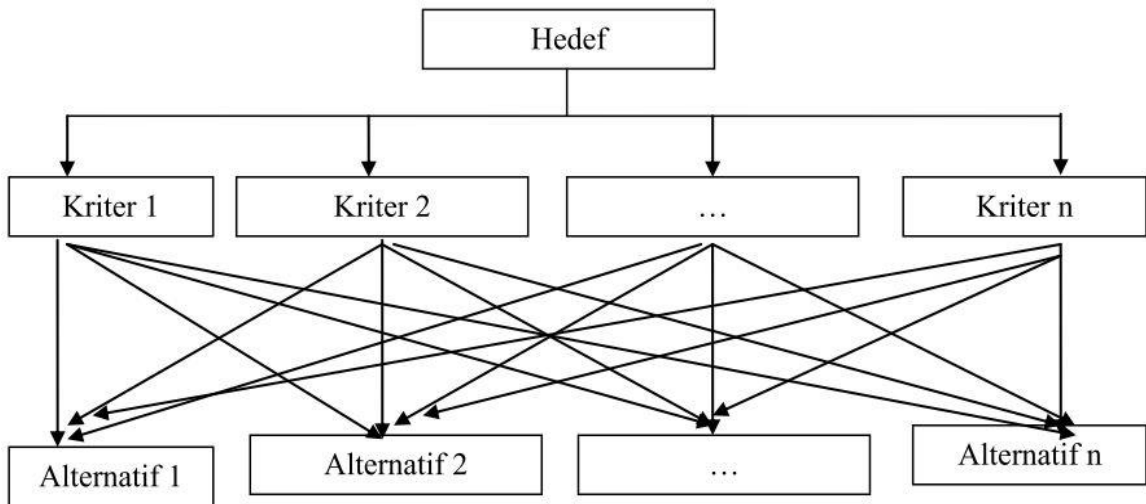 Hedef
Kriter 1
Kriter 2
…
Kriter n
Alternatif 1
Alternatif 2
…
Alternatif n